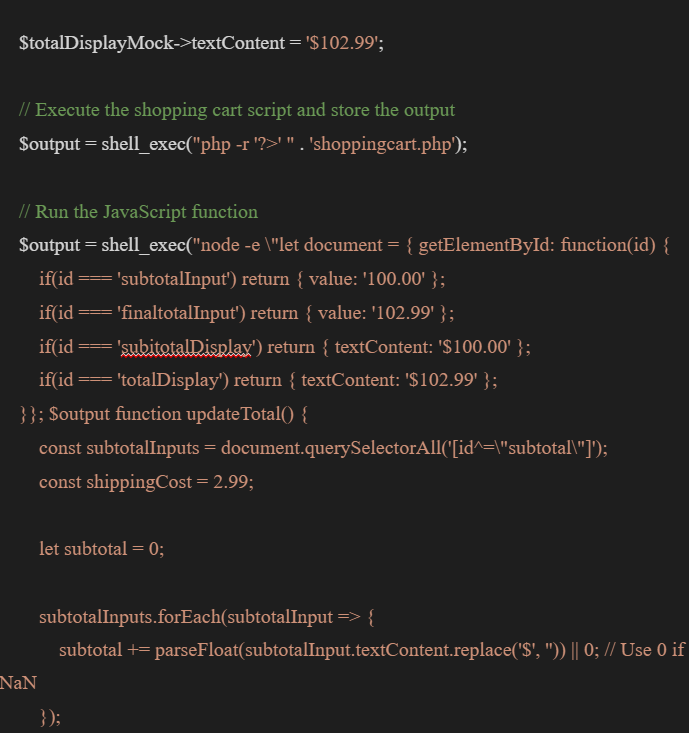 $totalDisplayMock->textContent = '$102.99';
// Execute the shopping cart script and store the output
$output = shell_exec("php -r '?>' " . 'shoppingcart.php');
// Run the JavaScript function
$output = shell_exec("node -e \"let document = { getElementById: function(id) {
if(id === 'subtotalInput') return { value: '100.00' };
if(id === 'finaltotalInput') return { value: '102.99' };
if(id === 'subitotalDisplay') return { textContent: '$100.00' };
if(id === 'totalDisplay') return { textContent: '$102.99' };
}}; $output function updateTotal() {
const subtotalInputs = document.querySelectorAll('[id^=\"subtotal\"]');
const shippingCost = 2.99;
let subtotal = 0;
subtotalInputs.forEach(subtotalInput => {
subtotal += parseFloat(subtotalInput.textContent.replace('$', '')) || 0; // Use 0 if
NaN
});